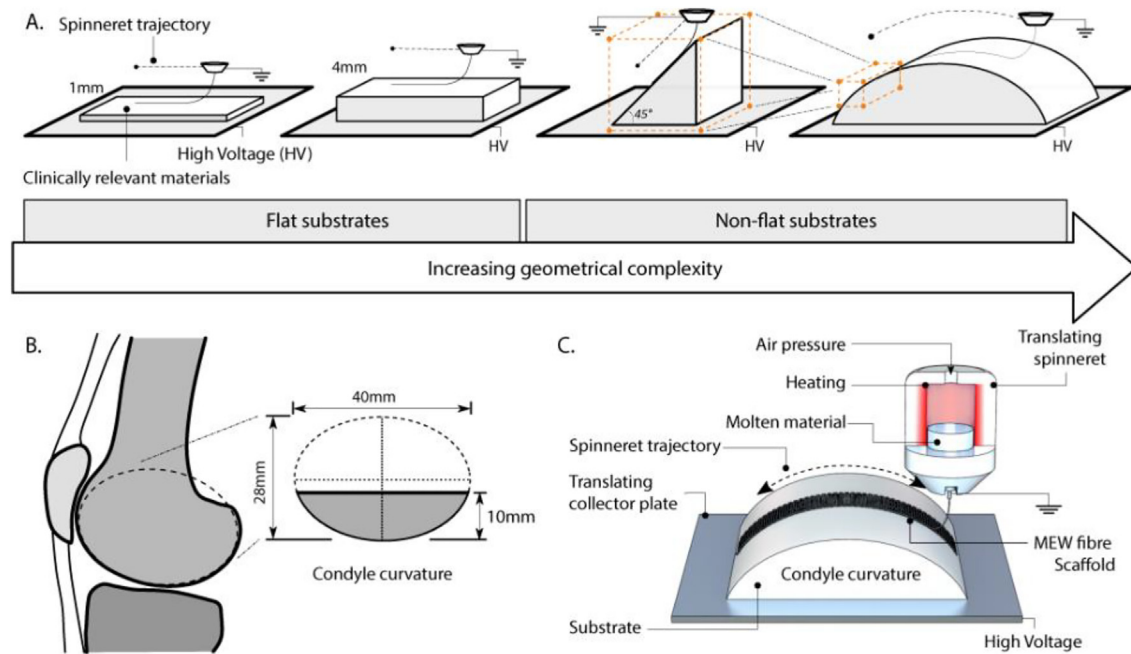 A.
Spinneret trajectory
1mm
4mm
45°
High Voltage (HV)
HV
HV
HV
Clinically relevant materials
Flat substrates
Non-flat substrates
Increasing geometrical complexity
B.
40mm
28mm
10mm
Condyle curvature
C.
Air pressure
Translating
spinneret
Heating
Molten material
Spinneret trajectory
Translating
collector plate
MEW fibre
Scaffold
Condyle curvature
Substrate
High Voltage